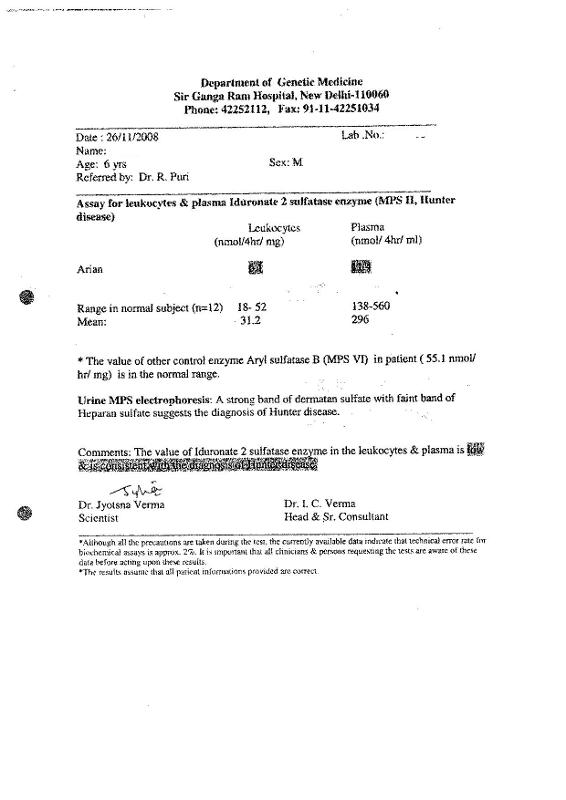 Department of Genetic Medicine
Sir Ganga Ram Hospital, New Delhi-110060
Phone: 42252112, Fax: 91-11-42251034
Date : 26/11/2008 Lab .No.:
Name:
Age: 6 yrs Sex: M
Referred by: Dr. R. Puri
Assay for leukocytes & plasma Iduronate 2 sulfatase enzyme (MPS II, Hunter
disease)
Leukocytes Plasma
(nmol/4hr/ mg) (nmol/ 4hr/ ml)
Arian
Range in normal subject (n=12) 18- 52 138-560
Mean: 31.2 296
* The value of other control enzyme Aryl sulfatase B (MPS VI) in patient ( 55.1 nmol/
hr/ mg) is in the normal range.
Urine MPS electrophoresis: A strong band of dermatan sulfate with faint band of
Heparan sulfate suggests the diagnosis of Hunter disease.
Comments: The value of Iduronate 2 sulfatase enzyme in the leukocytes & plasma is low
& is consistent with the diagnosis of Hunter disease.
Dr. Jyotsna Verma Dr. I. C. Verma
Scientist Head & Sr. Consultant
*Although all the precautions are taken during the test, the currently available data indicate that technical error rate for
biochemical assays is approx. 2%. It is important that all clinicians & persons requesting the tests are aware of these
data before acting upon these results.
*The results assume that all patient informations provided are correct.